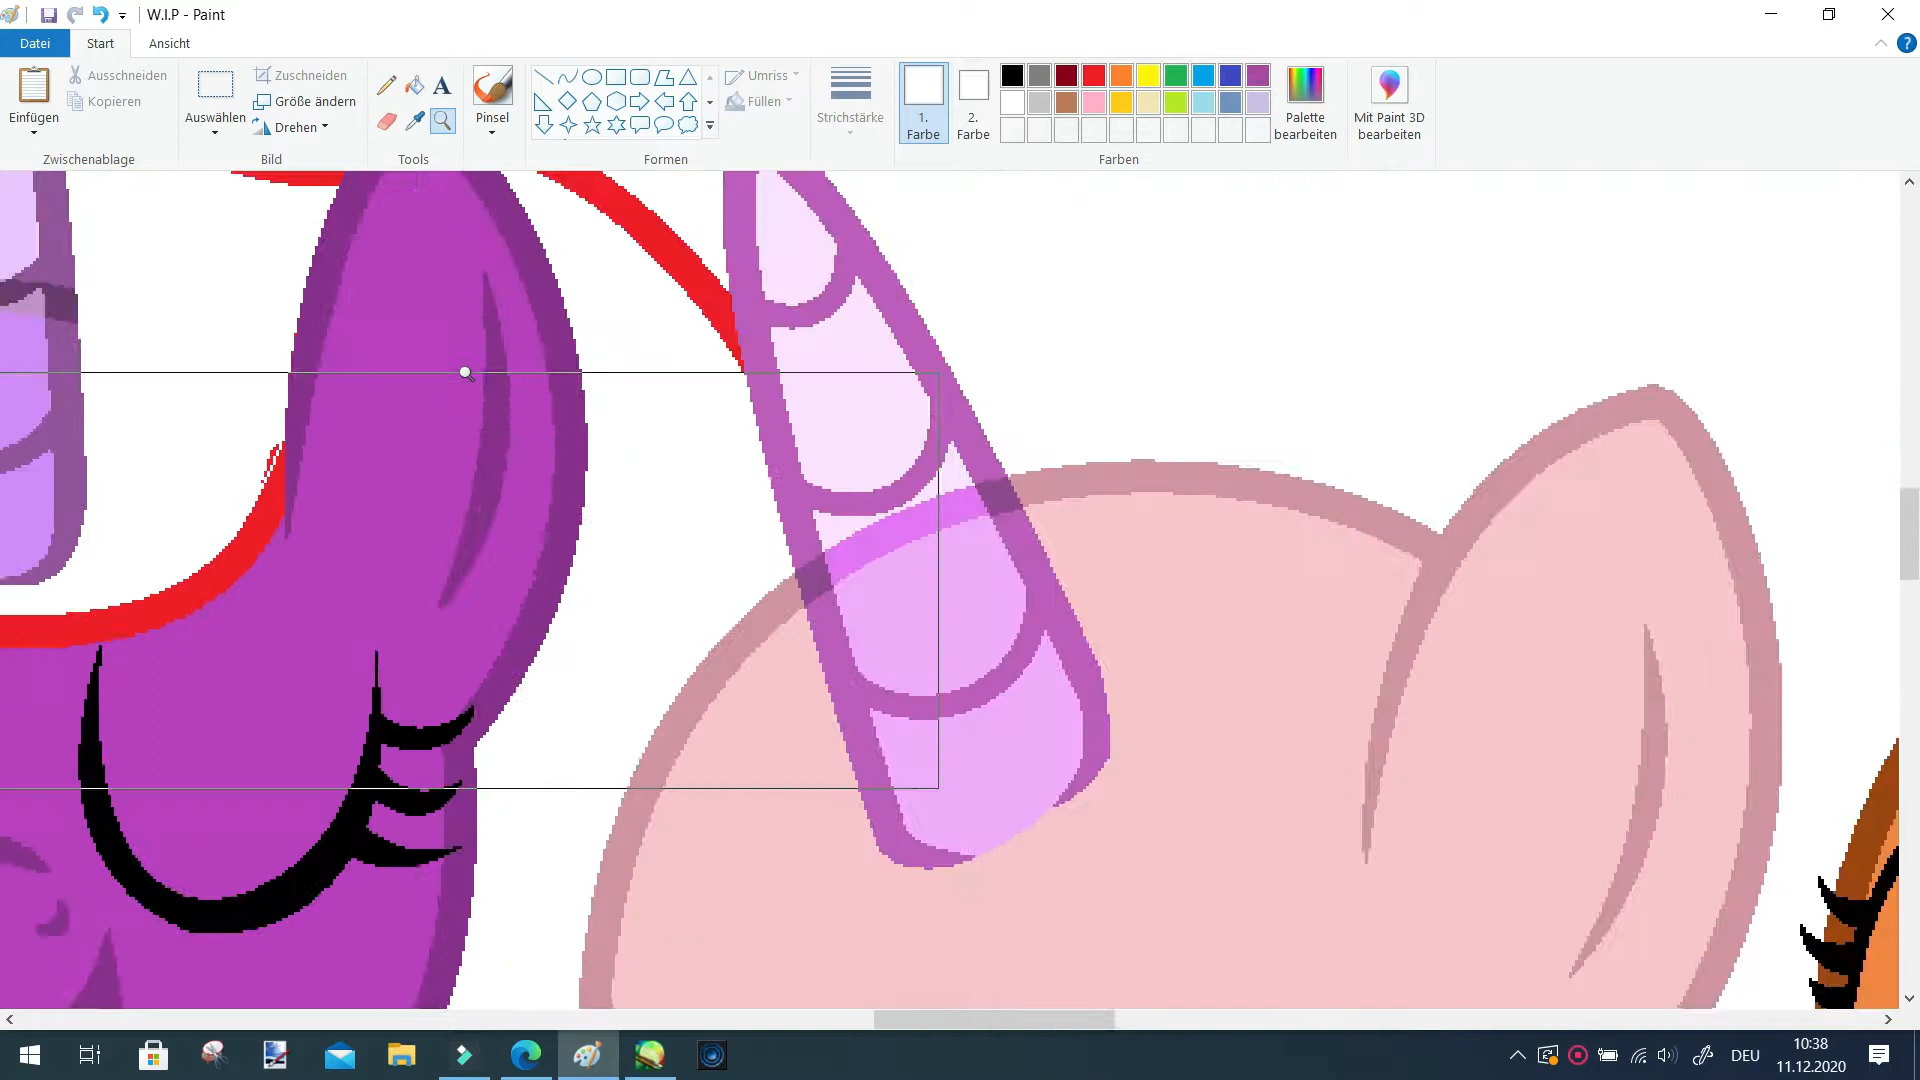 W.I.P - Paint
Datei Start Ansicht
Einfügen
Ausschneiden
Kopieren
Zwischenablage
Auswählen
Zuschneiden
Größe ändern
Drehen
Bild
A
Tools
Pinsel
Umriss
Füllen
Formen
Strichstärke
1.
Farbe
2.
Farbe
Farben
Palette
bearbeiten
Mit Paint 3D
bearbeiten
?
DEU
10:38
11.12.2020